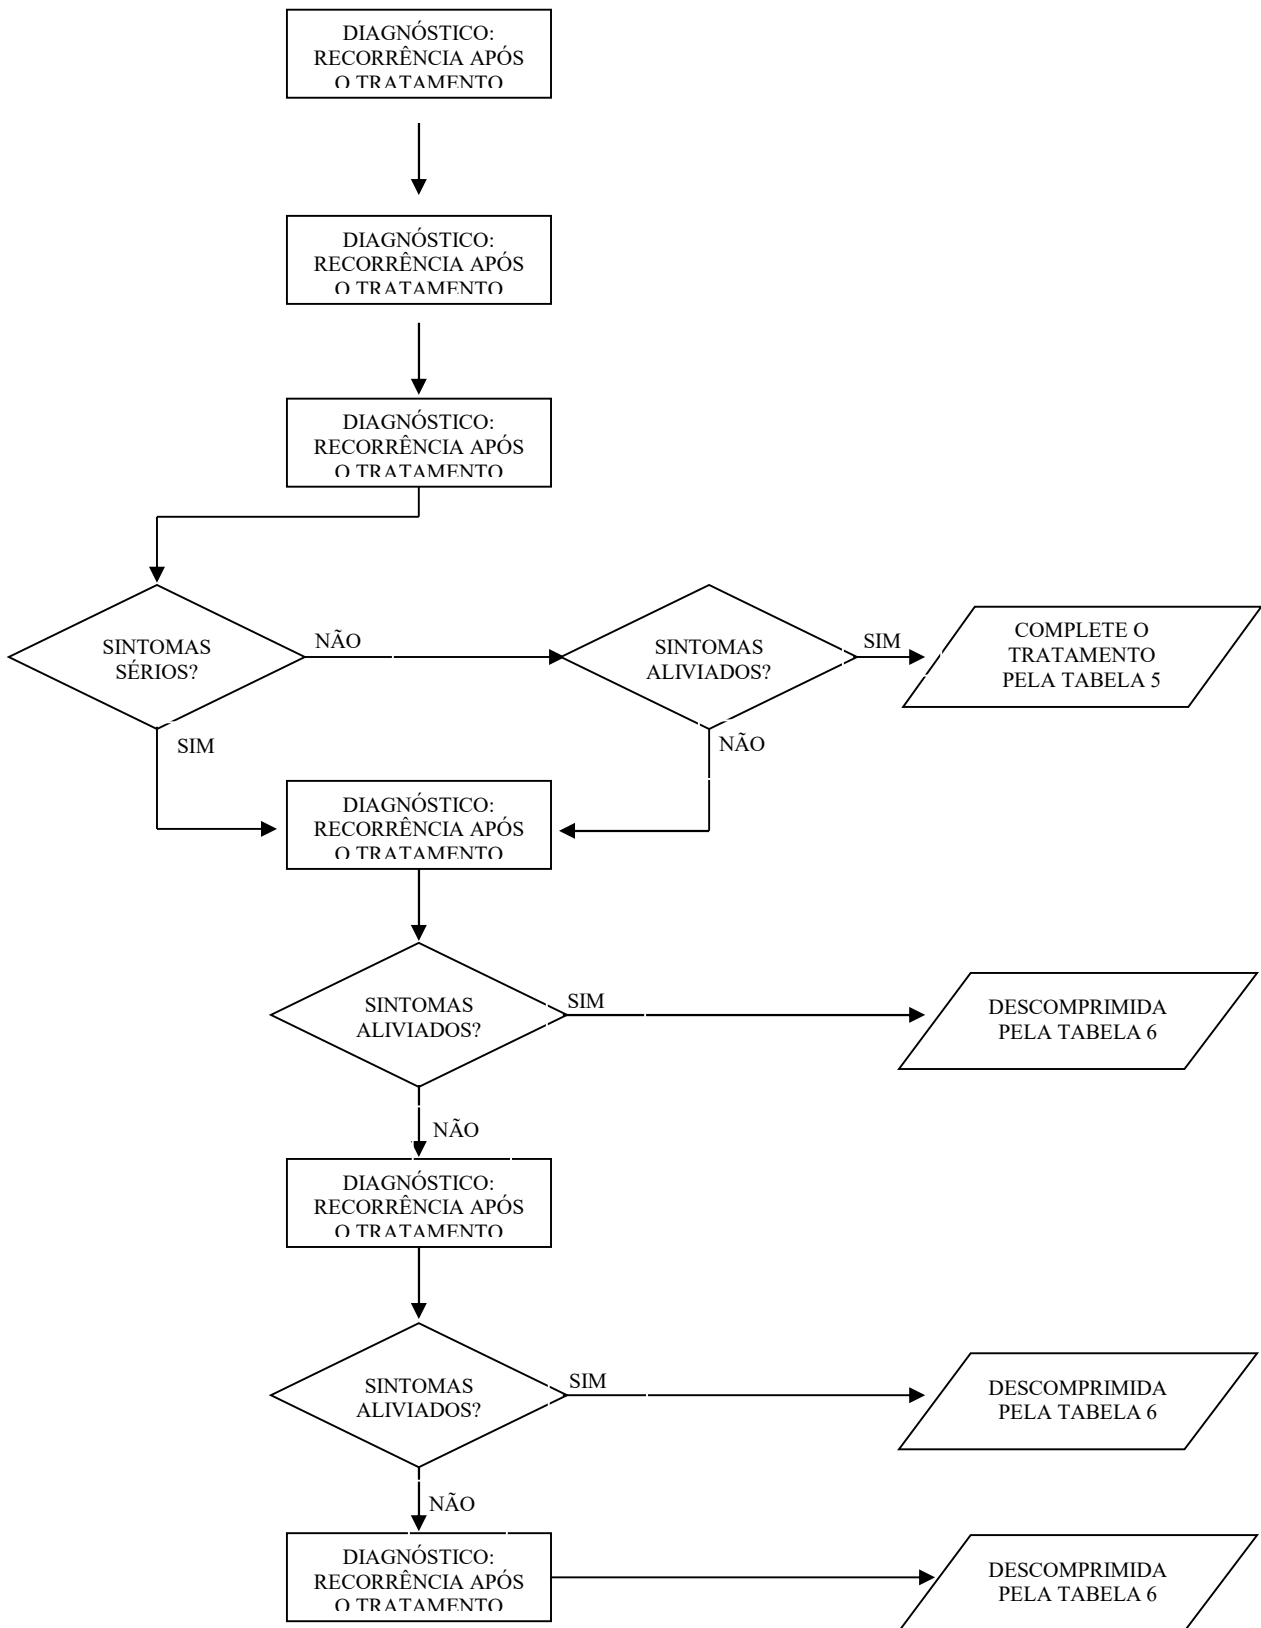 DIAGNÓSTICO:
RECORRÊNCIA APÓS
O TRATAMENTO
DIAGNÓSTICO:
RECORRÊNCIA APÓS
O TRATAMENTO
DIAGNÓSTICO:
RECORRÊNCIA APÓS
O TRATAMENTO
SINTOMAS
SÉRIOS?
NÃO
SINTOMAS
ALIVIADOS?
SIM
COMPLETE O
TRATAMENTO
PELA TABELA 5
SIM
NÃO
DIAGNÓSTICO:
RECORRÊNCIA APÓS
O TRATAMENTO
SINTOMAS
ALIVIADOS?
SIM
DESCOMPRIMIDA
PELA TABELA 6
NÃO
DIAGNÓSTICO:
RECORRÊNCIA APÓS
O TRATAMENTO
SINTOMAS
ALIVIADOS?
SIM
DESCOMPRIMIDA
PELA TABELA 6
NÃO
DIAGNÓSTICO:
RECORRÊNCIA APÓS
O TRATAMENTO
DESCOMPRIMIDA
PELA TABELA 6